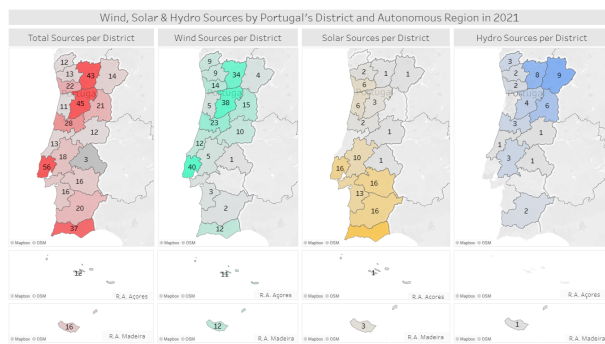 Wind, Solar & Hydro Sources by Portugal's District and Autonomous Region in 2021
Total Sources per District
Wind Sources per District
Solar Sources per District
Hydro Sources per District
12
13
43
14
22
11
45
21
28
12
13
18
3
56
16
16
20
37
© Mapbox © OSM
9
9
34
4
14
5
38
15
23
10
12
5
1
40
3
2
12
© Mapbox © OSM
2
1
1
6
6
3
2
1
10
1
16
16
13
16
© Mapbox © OSM
3
2
8
9
2
4
6
3
1
1
3
1
2
© Mapbox © OSM
12
© Mapbox © OSM
R.A. Açores
11
© Mapbox © OSM
R.A. Açores
1
© Mapbox © OSM
R.A. Açores
© Mapbox © OSM
R.A. Açores
16
© Mapbox © OSM
R.A. Madeira
12
© Mapbox © OSM
R.A. Madeira
3
© Mapbox © OSM
R.A. Madeira
1
© Mapbox © OSM
R.A. Madeira